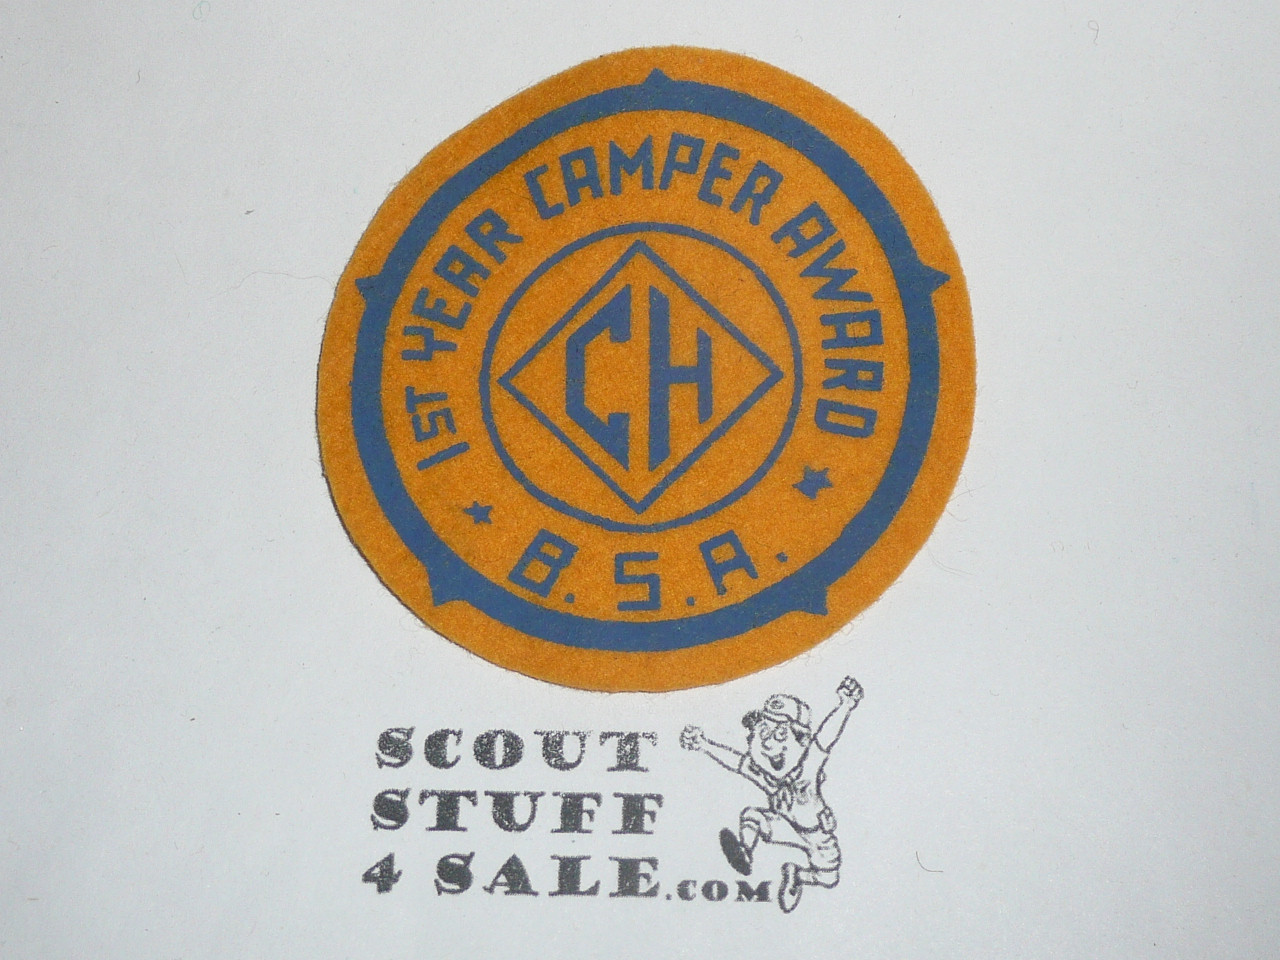 1ST YEAR CAMPER AWARD
CH
B.S.A.
SCOUT
STUFF
4 SALE.COM